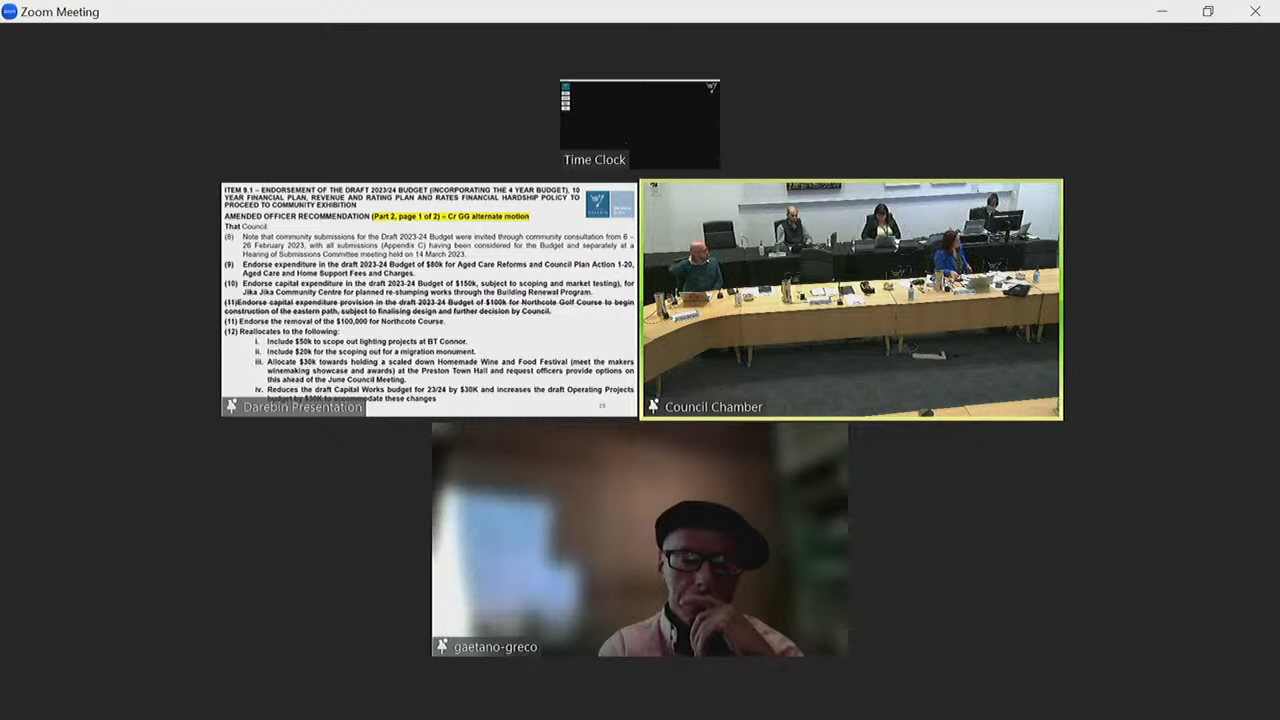 Zoom Meeting
Time Clock
ITEM 9.1 – ENDORSEMENT OF THE DRAFT 2023/24 BUDGET (INCORPORATING THE 4 YEAR BUDGET), 10
YEAR FINANCIAL PLAN, REVENUE AND RATING PLAN AND RATES FINANCIAL HARDSHIP POLICY TO
PROCEED TO COMMUNITY EXHIBITION
AMENDED OFFICER RECOMMENDATION (Part 2, page 1 of 2) – Cr GG alternate motion
That Council:
(8) Note that community submissions for the Draft 2023-24 Budget were invited through community consultation from 6 –
26 February 2023, with all submissions (Appendix C) having been considered for the Budget and separately at a
Hearing of Submissions Committee meeting held on 14 March 2023.
(9) Endorse expenditure in the draft 2023-24 Budget of $80k for Aged Care Reforms and Council Plan Action 1-20,
Aged Care and Home Support Fees and Charges.
(10) Endorse capital expenditure in the draft 2023-24 Budget of $150k, subject to scoping and market testing), for
Jika Jika Community Centre for planned re-stumping works through the Building Renewal Program.
(11)Endorse capital expenditure provision in the draft 2023-24 Budget of $100k for Northcote Golf Course to begin
construction of the eastern path, subject to finalising design and further decision by Council.
(11) Endorse the removal of the $100,000 for Northcote Course.
(12) Reallocates to the following:
i. Include $50k to scope out lighting projects at BT Connor.
ii. Include $20k for the scoping out for a migration monument.
iii. Allocate $30k towards holding a scaled down Homemade Wine and Food Festival (meet the makers
winemaking showcase and awards) at the Preston Town Hall and request officers provide options on
this ahead of the June Council Meeting.
iv. Reduces the draft Capital Works budget for 23/24 by $30K and increases the draft Operating Projects
budget by $30K to accommodate these changes
Darebin Presentation
Council Chamber
gaetano-greco